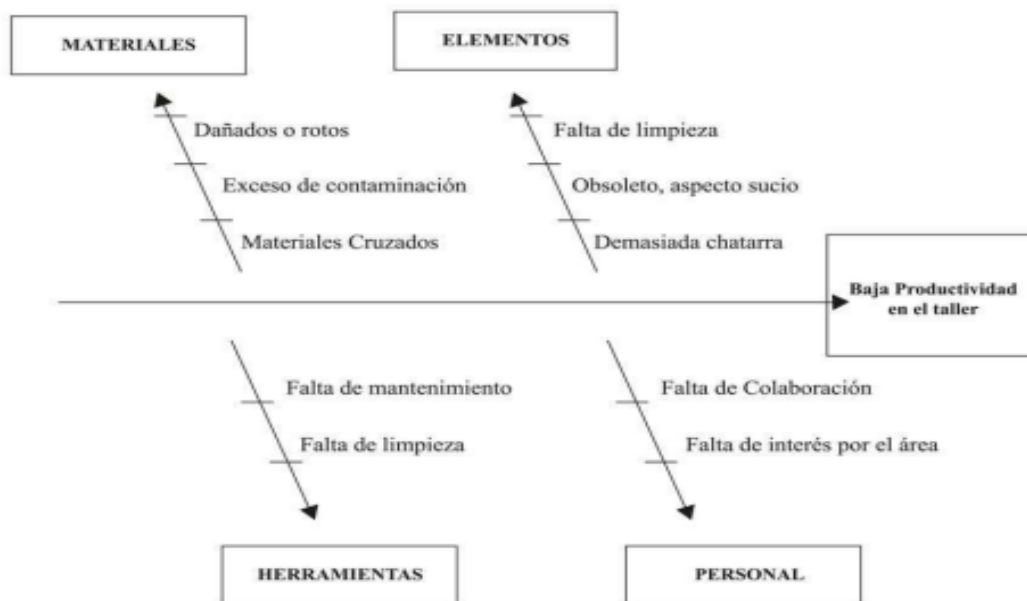 MATERIALES
ELEMENTOS
Dañados o rotos
Falta de limpieza
Exceso de contaminación
Obsoleto, aspecto sucio
Materiales Cruzados
Demasiada chatarra
Baja Productividad
en el taller
Falta de mantenimiento
Falta de Colaboración
Falta de limpieza
Falta de interés por el área
HERRAMIENTAS
PERSONAL